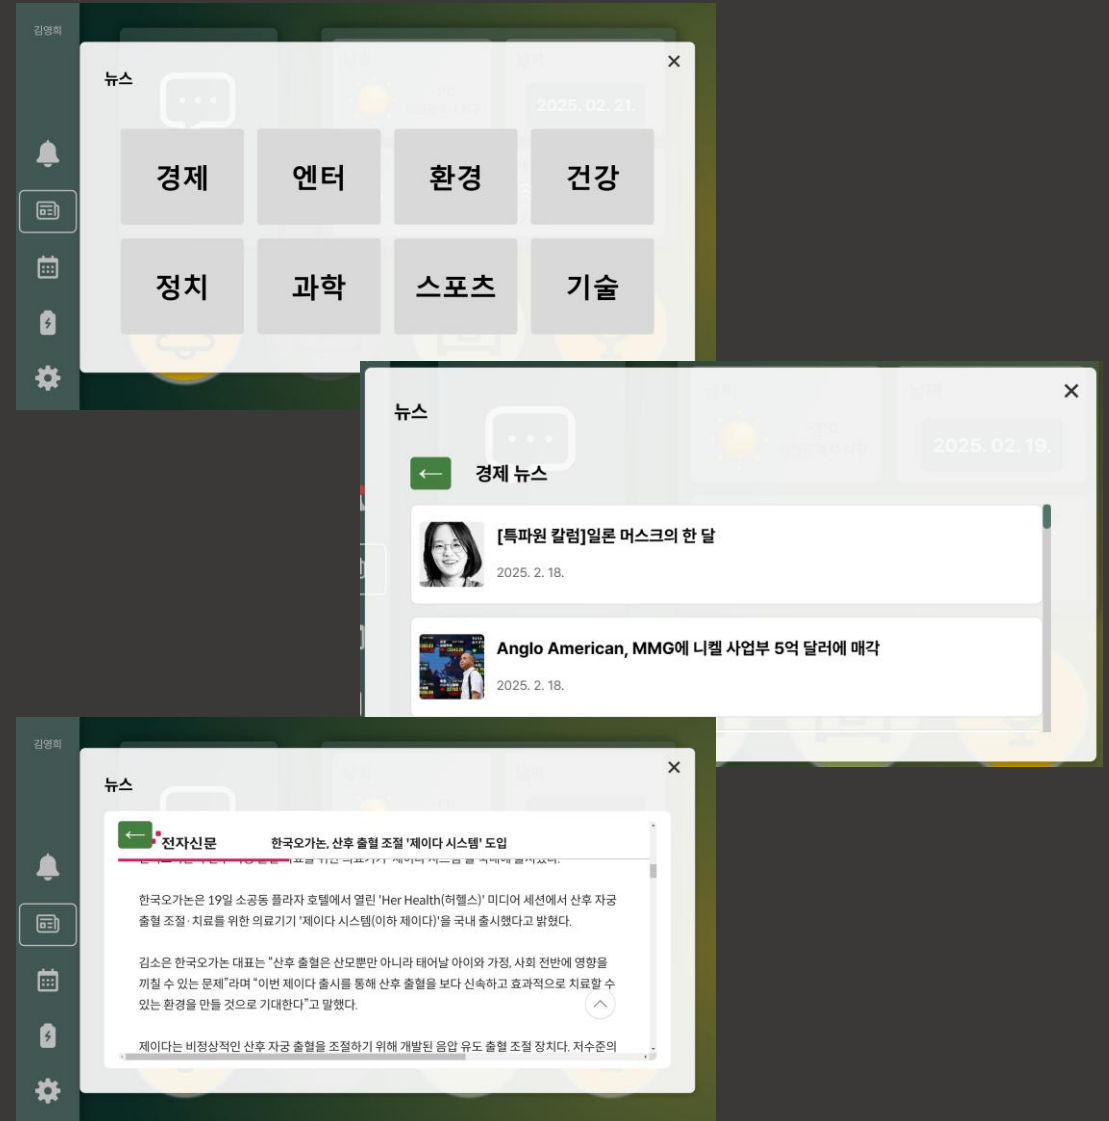 김영희
뉴스
2025. 02. 21.
경제
엔터
환경
건강
정치
과학
스포츠
기술
뉴스
2025. 02. 19.
경제 뉴스
[특파원 칼럼]일론 머스크의 한 달
2025. 2. 18.
Anglo American, MMG에 니켈 사업부 5억 달러에 매각
2025. 2. 18.
김영희
뉴스
전자신문
한국오가논, 산후 출혈 조절 '제이다 시스템' 도입
한국오가논은 19일 소공동 플라자 호텔에서 열린 'Her Health(허헬스)' 미디어 세션에서 산후 자궁
출혈 조절·치료를 위한 의료기기 '제이다 시스템(이하 제이다)'을 국내 출시했다고 밝혔다.
김소은 한국오가논 대표는 “산후 출혈은 산모뿐만 아니라 태어날 아이와 가정, 사회 전반에 영향을
끼칠 수 있는 문제”라며 “이번 제이다 출시를 통해 산후 출혈을 보다 신속하고 효과적으로 치료할 수
있는 환경을 만들 것으로 기대한다”고 말했다.
제이다는 비정상적인 산후 자궁 출혈을 조절하기 위해 개발된 음압 유도 출혈 조절 장치다. 저수준의